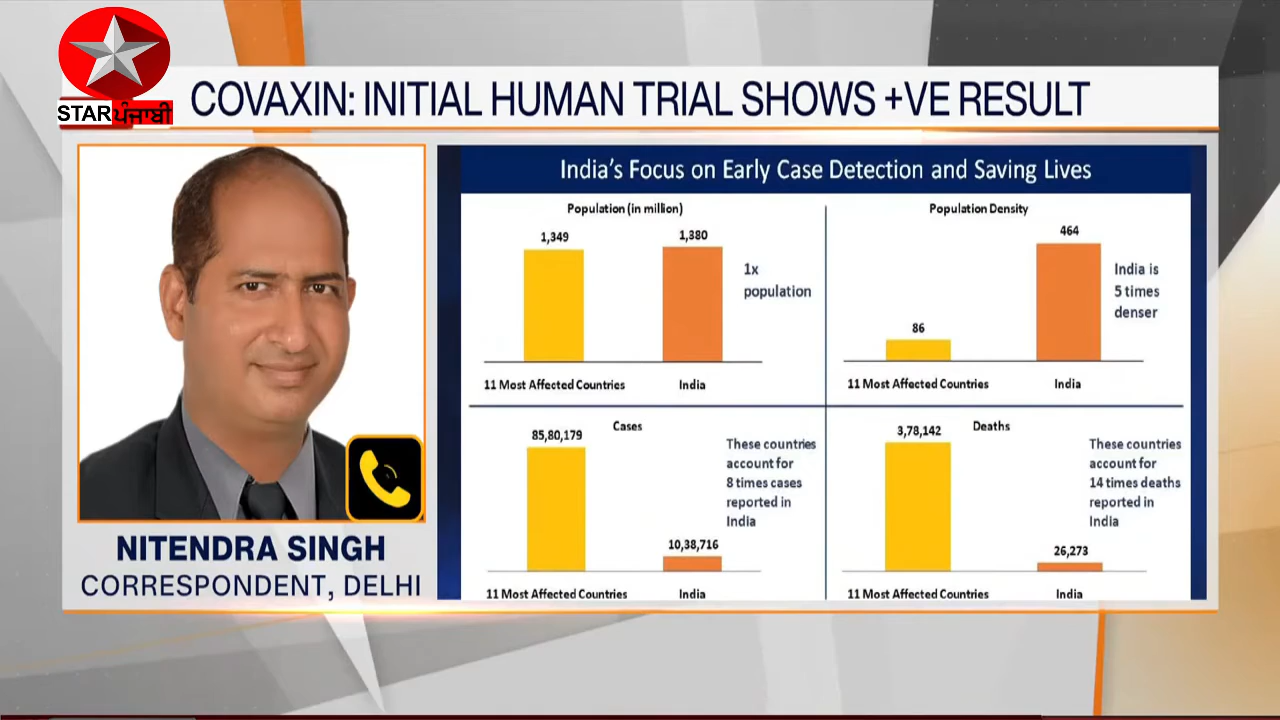 STAR ਪੰਜਾਬੀ
COVAXIN: INITIAL HUMAN TRIAL SHOWS +VE RESULT
NITENDRA SINGH
CORRESPONDENT, DELHI
India's Focus on Early Case Detection and Saving Lives
Population (in million)
1,349
1,380
1x
population
11 Most Affected Countries
India
Population Density
86
464
India is
5 times
denser
11 Most Affected Countries
India
Cases
85,80,179
10,38,716
These countries
account for
8 times cases
reported in
India
11 Most Affected Countries
India
Deaths
3,78,142
26,273
These countries
account for
14 times deaths
reported in
India
11 Most Affected Countries
India